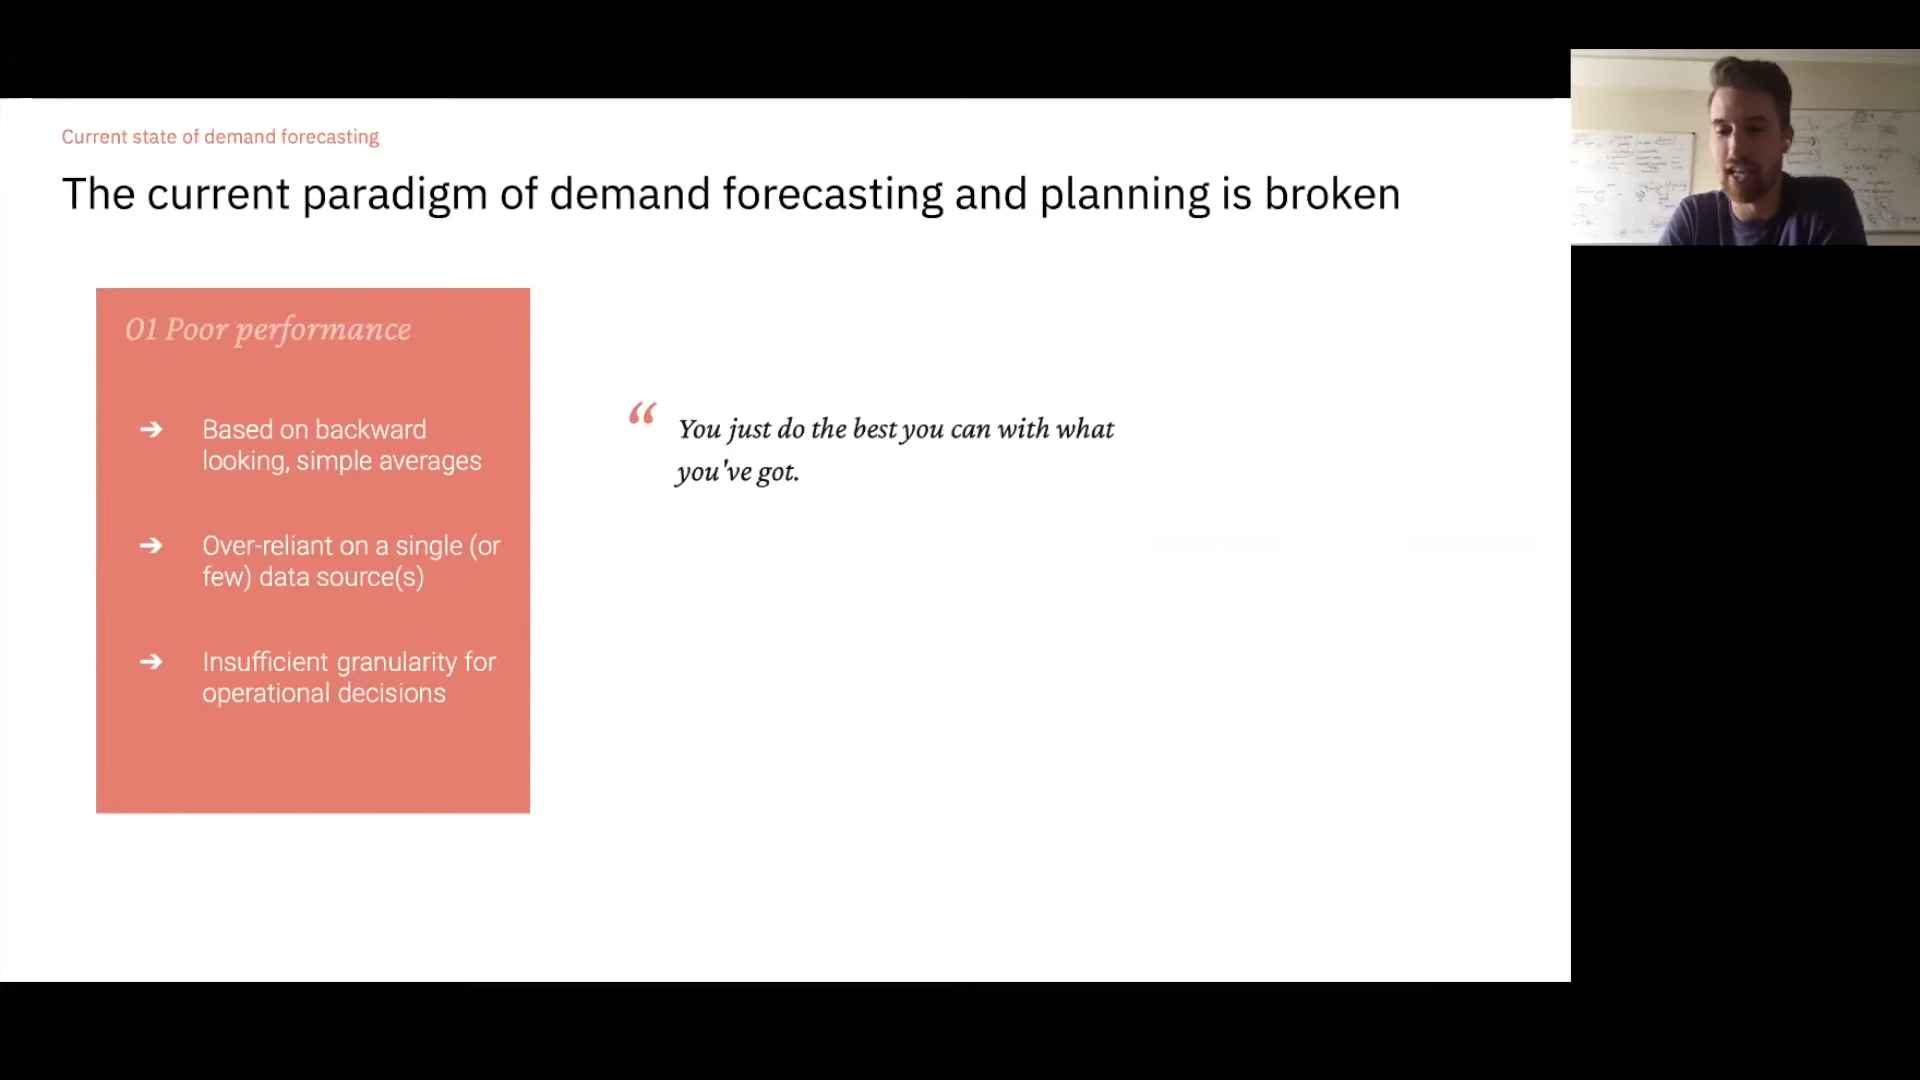 Current state of demand forecasting
The current paradigm of demand forecasting and planning is broken
01 Poor performance
➔ Based on backward
looking, simple averages
➔ Over-reliant on a single (or
few) data source(s)
➔ Insufficient granularity for
operational decisions
“ You just do the best you can with what
you've got.